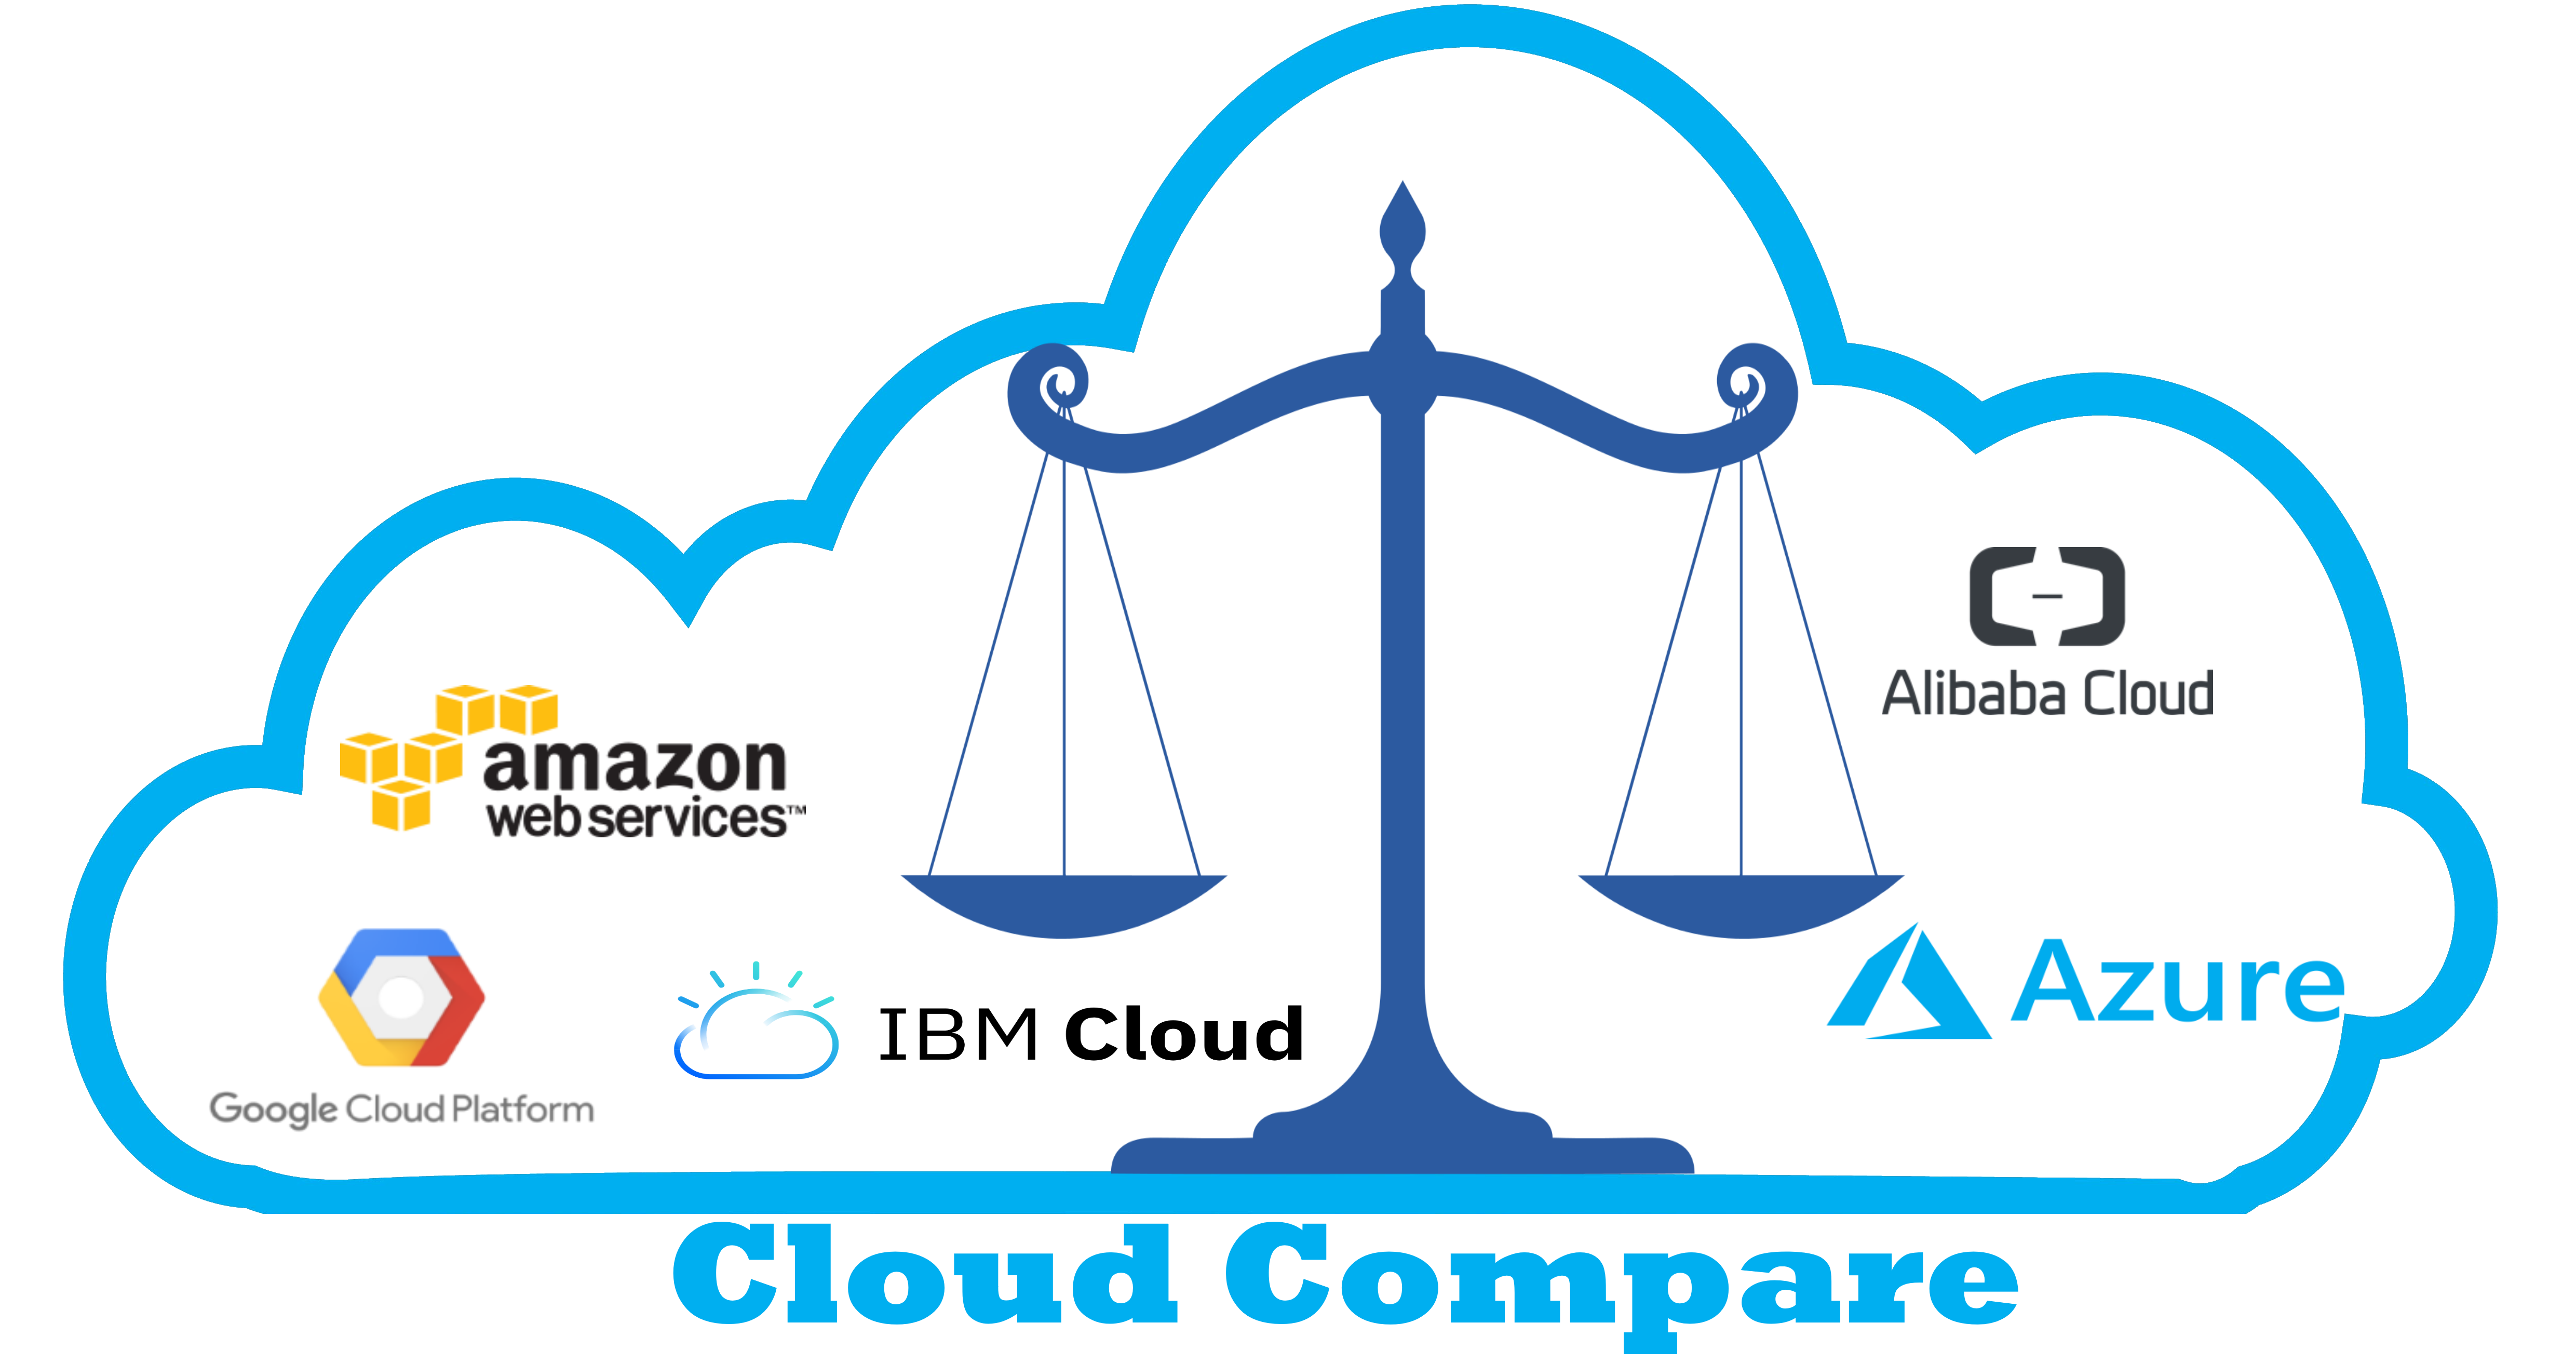 Alibaba Cloud
amazon
web services™
Azure
IBM Cloud
Google Cloud Platform
Cloud Compare